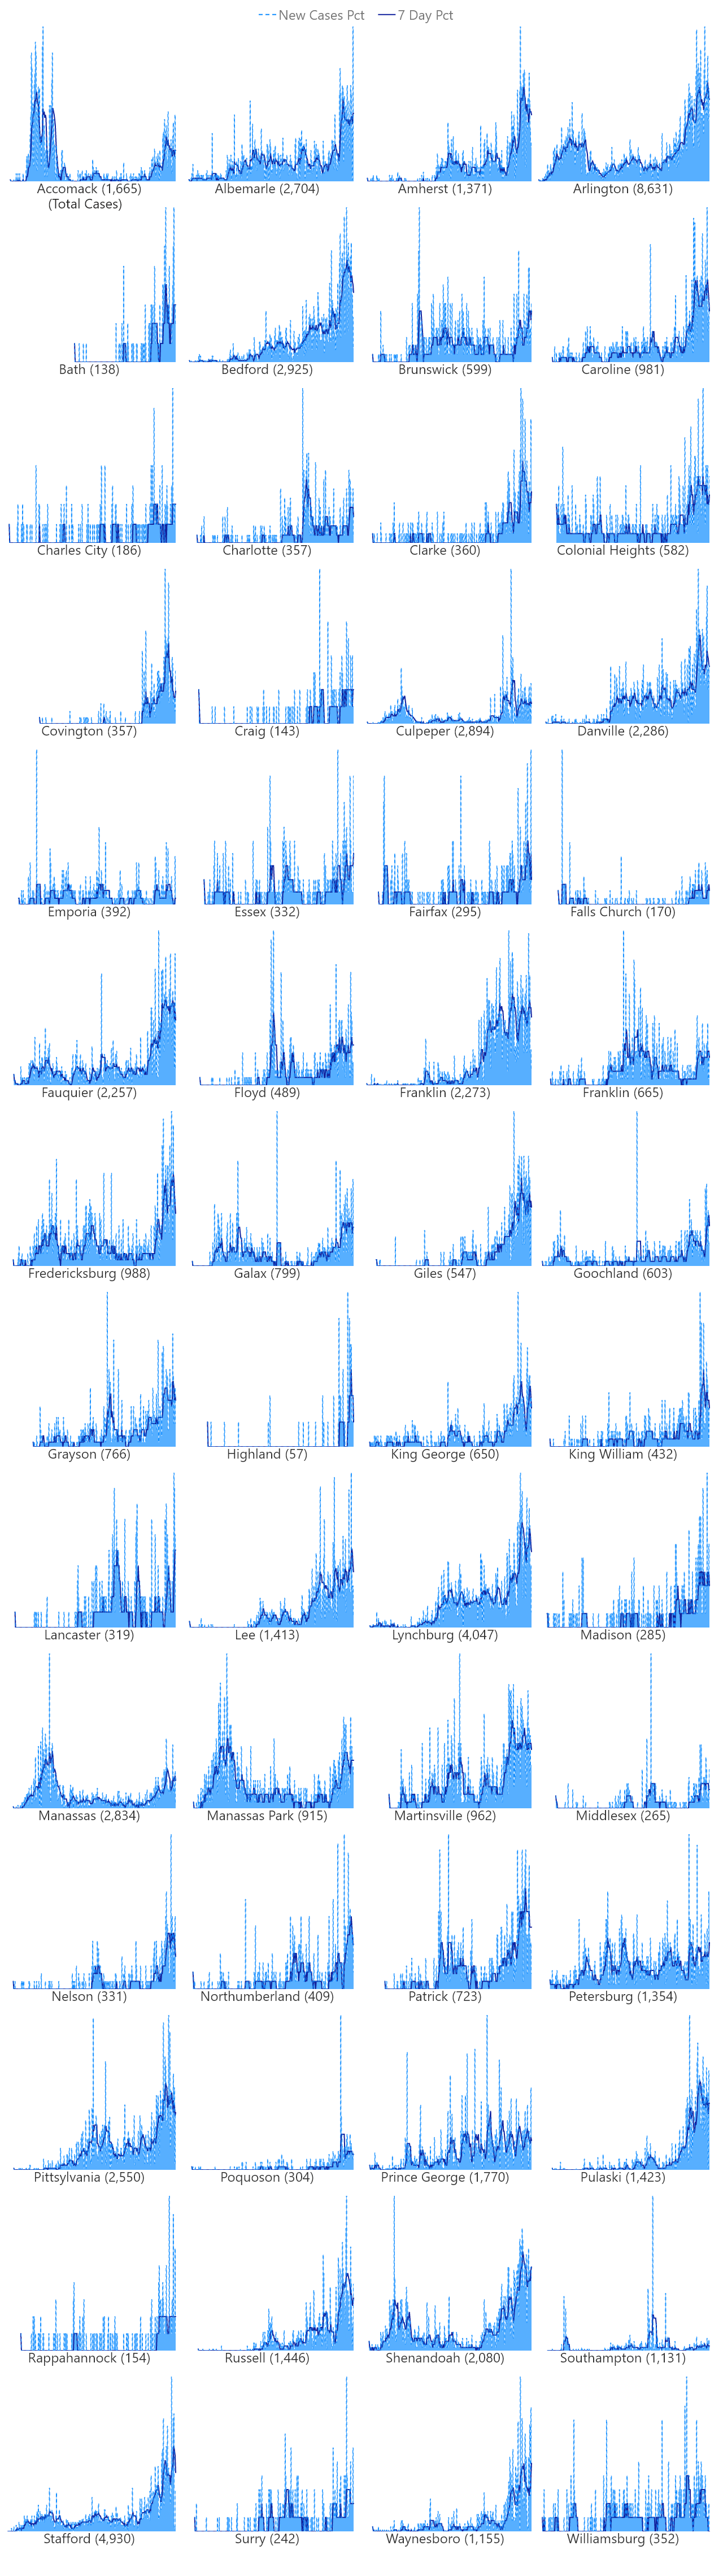 New Cases Pct 7 Day Pct
Accomack (1,665) Albemarle (2,704) Amherst (1,371) Arlington (8,631)
(Total Cases)
Bath (138) Bedford (2,925) Brunswick (599) Caroline (981)
Charles City (186) Charlotte (357) Clarke (360) Colonial Heights (582)
Covington (357) Craig (143) Culpeper (2,894) Danville (2,286)
Emporia (392) Essex (332) Fairfax (295) Falls Church (170)
Fauquier (2,257) Floyd (489) Franklin (2,273) Franklin (665)
Fredericksburg (988) Galax (799) Giles (547) Goochland (603)
Grayson (766) Highland (57) King George (650) King William (432)
Lancaster (319) Lee (1,413) Lynchburg (4,047) Madison (285)
Manassas (2,834) Manassas Park (915) Martinsville (962) Middlesex (265)
Nelson (331) Northumberland (409) Patrick (723) Petersburg (1,354)
Pittsylvania (2,550) Poquoson (304) Prince George (1,770) Pulaski (1,423)
Rappahannock (154) Russell (1,446) Shenandoah (2,080) Southampton (1,131)
Stafford (4,930) Surry (242) Waynesboro (1,155) Williamsburg (352)